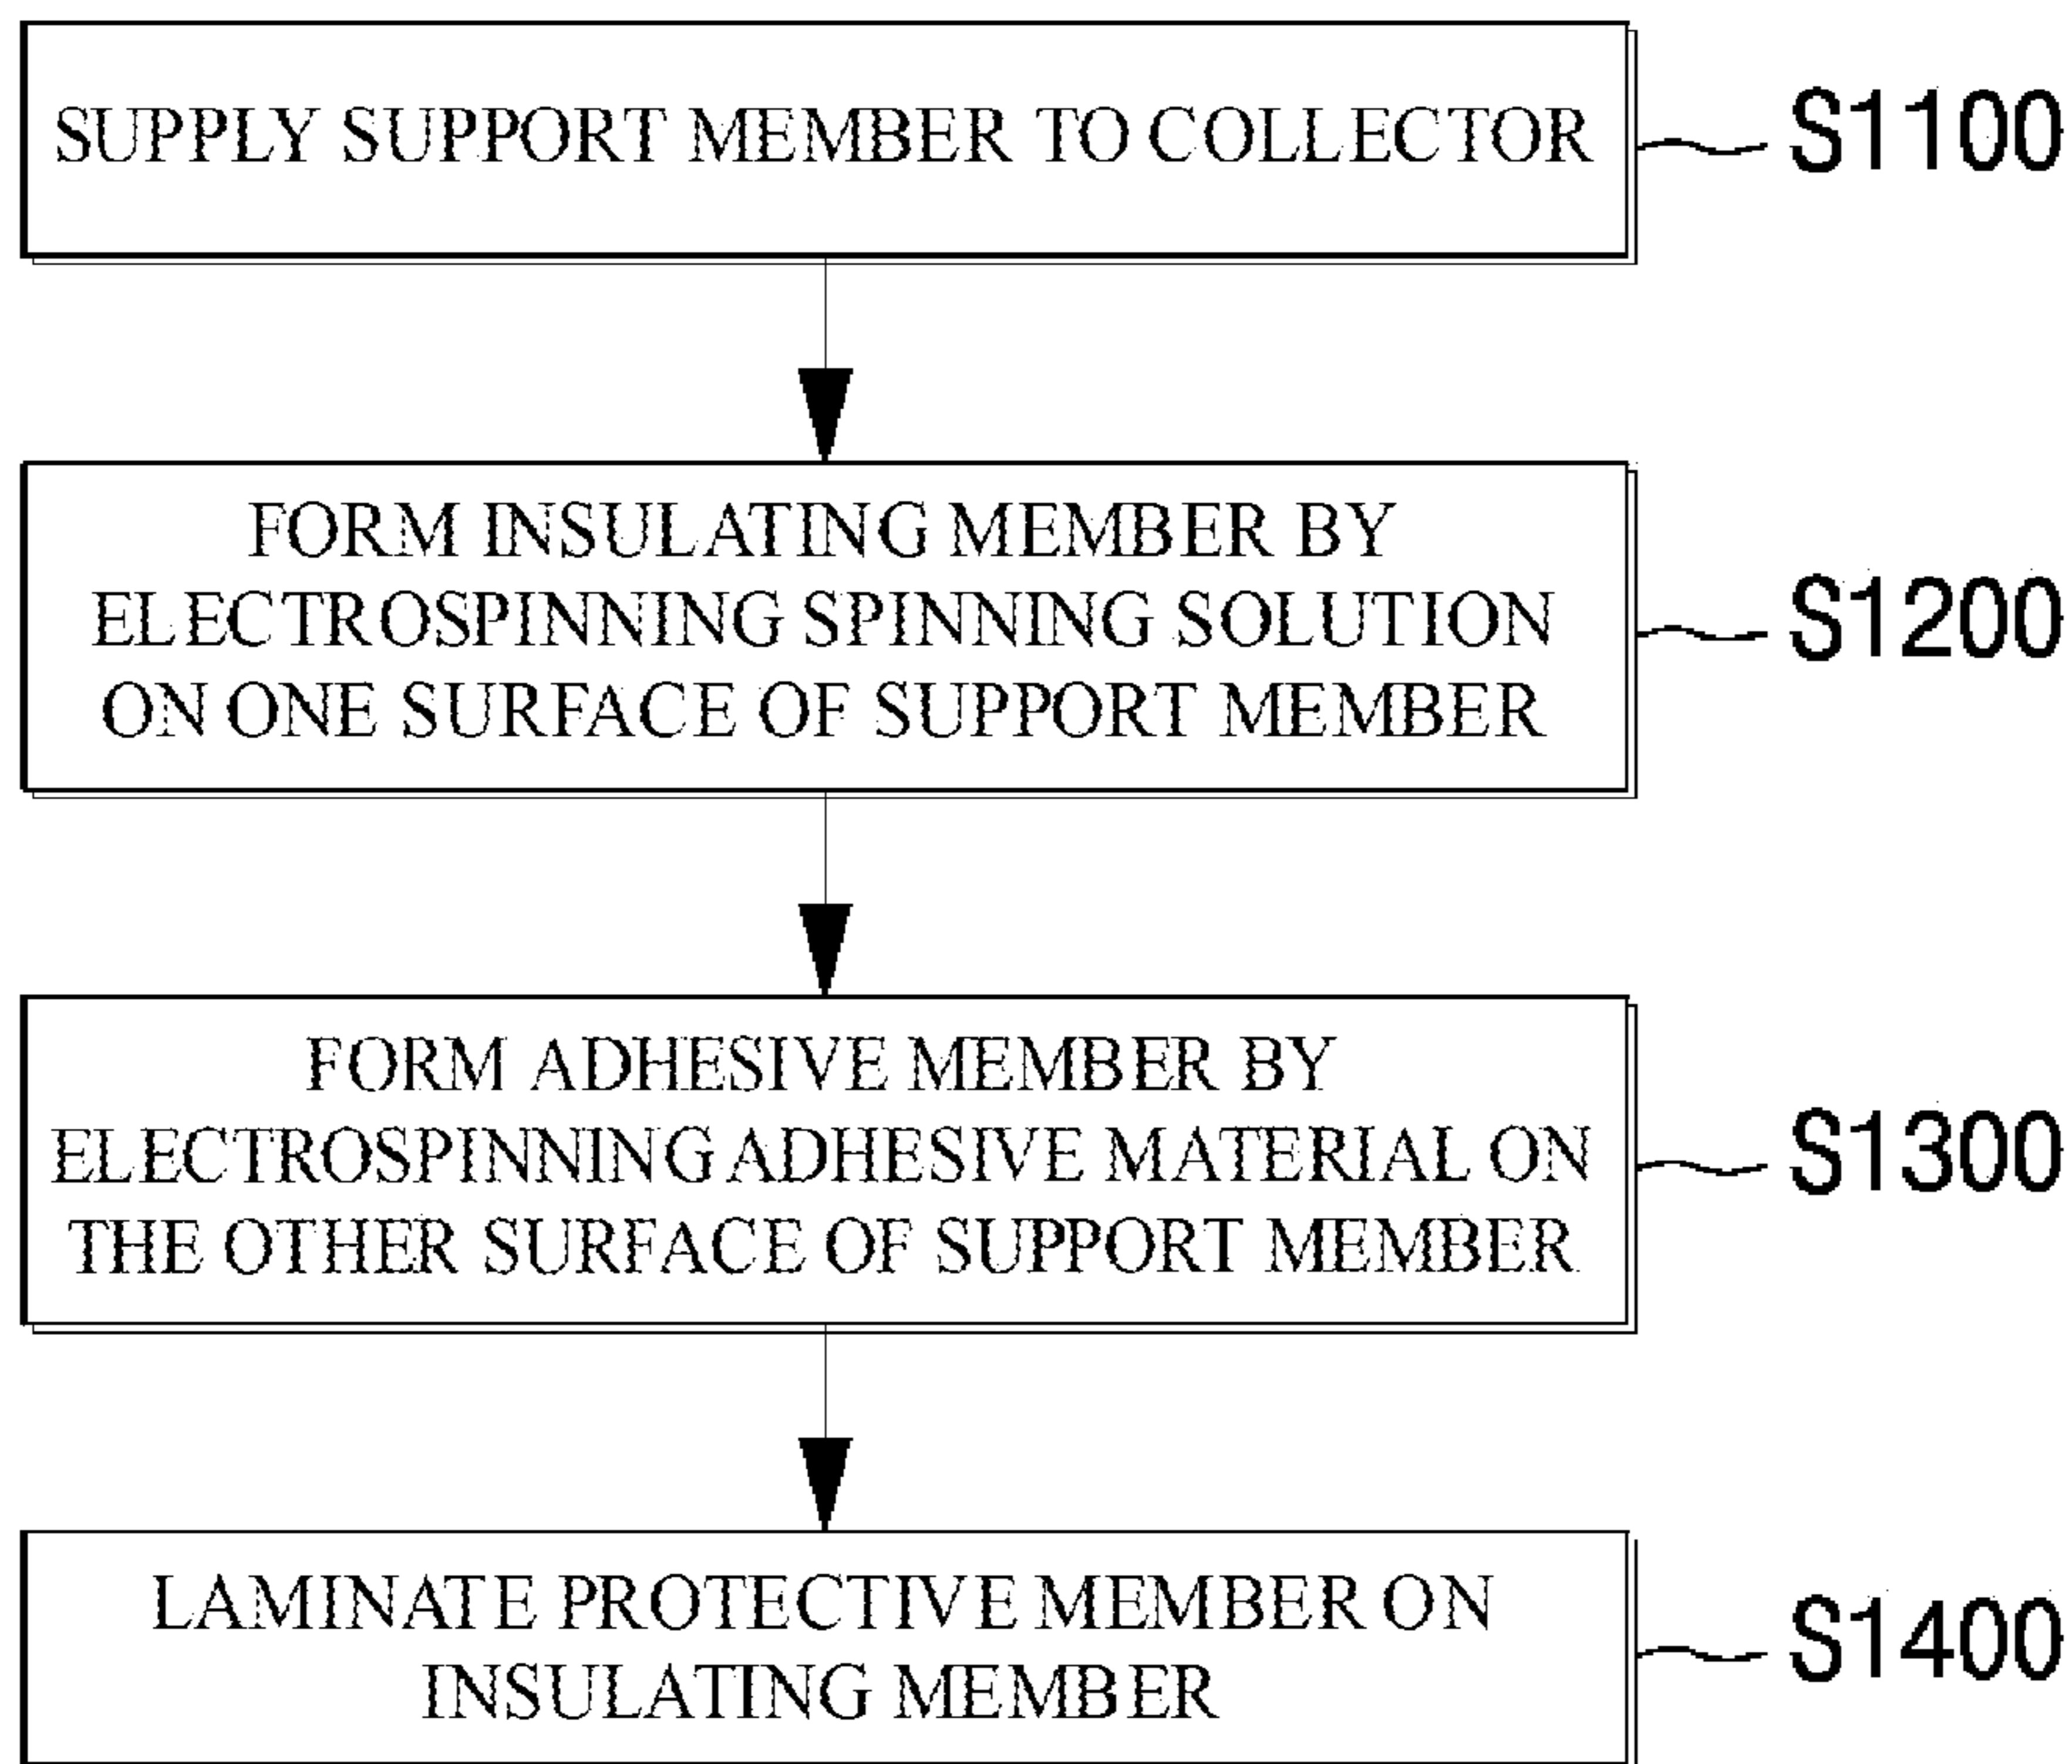 SUPPLY SUPPORT MEMBER TO COLLECTOR
S1100
FORM INSULATING MEMBER BY
ELECTROSPINNING SPINNING SOLUTION
ON ONE SURFACE OF SUPPORT MEMBER
S1200
FORM ADHESIVE MEMBER BY
ELECTROSPINNING ADHESIVE MATERIAL ON
THE OTHER SURFACE OF SUPPORT MEMBER
S1300
LAMINATE PROTECTIVE MEMBER ON
INSULATING MEMBER
S1400